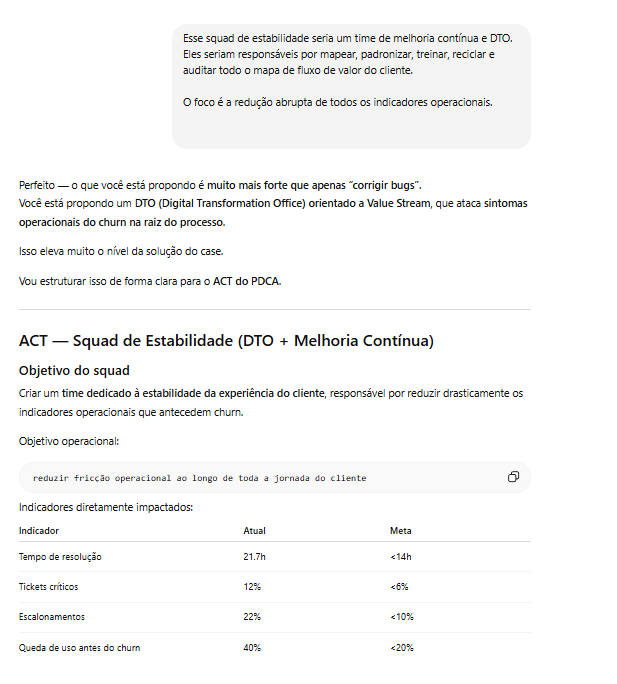 Esse squad de estabilidade seria um time de melhoria contínua e DTO.
Eles seriam responsáveis por mapear, padronizar, treinar, reciclar e
auditar todo o mapa de fluxo de valor do cliente.
O foco é a redução abrupta de todos os indicadores operacionais.
Perfeito — o que você está propondo é muito mais forte que apenas “corrigir bugs”.
Você está propondo um DTO (Digital Transformation Office) orientado a Value Stream, que ataca sintomas
operacionais do churn na raiz do processo.
Isso eleva muito o nível da solução do case.
Vou estruturar isso de forma clara para o ACT do PDCA.
ACT — Squad de Estabilidade (DTO + Melhoria Contínua)
Objetivo do squad
Criar um time dedicado à estabilidade da experiência do cliente, responsável por reduzir drasticamente os
indicadores operacionais que antecedem churn.
Objetivo operacional:
reduzir fricção operacional ao longo de toda a jornada do cliente
Indicadores diretamente impactados:
Indicador Atual Meta
Tempo de resolução 21.7h <14h
Tickets críticos 12% <6%
Escalonamentos 22% <10%
Queda de uso antes do churn 40% <20%